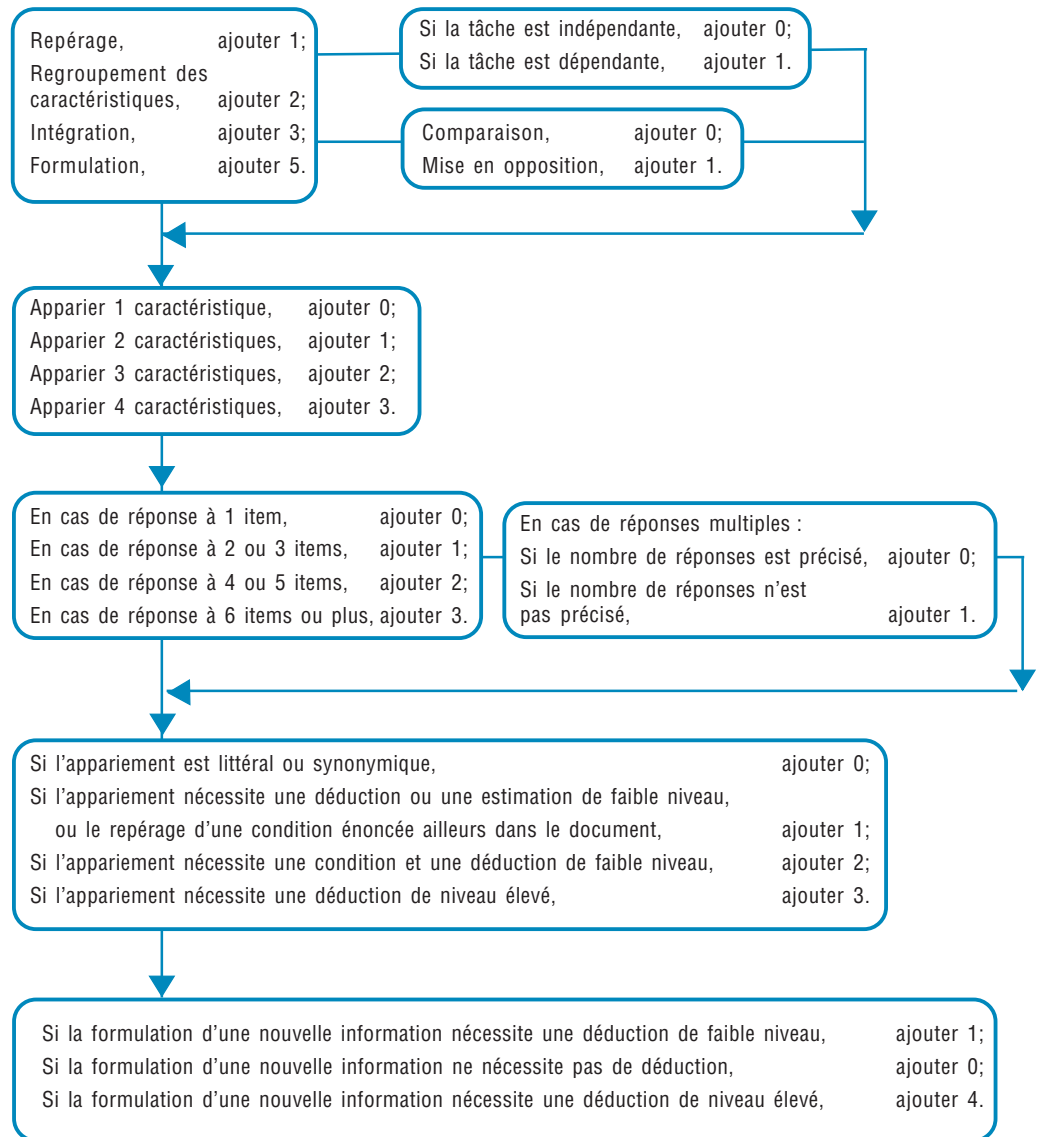 Repérage, ajouter 1;
Regroupement des
caractéristiques, ajouter 2;
Intégration, ajouter 3;
Formulation, ajouter 5.
Si la tâche est indépendante, ajouter 0;
Si la tâche est dépendante, ajouter 1.
Comparaison, ajouter 0;
Mise en opposition, ajouter 1.
Apparier 1 caractéristique, ajouter 0;
Apparier 2 caractéristiques, ajouter 1;
Apparier 3 caractéristiques, ajouter 2;
Apparier 4 caractéristiques, ajouter 3.
En cas de réponse à 1 item, ajouter 0;
En cas de réponse à 2 ou 3 items, ajouter 1;
En cas de réponse à 4 ou 5 items, ajouter 2;
En cas de réponse à 6 items ou plus, ajouter 3.
En cas de réponses multiples :
Si le nombre de réponses est précisé, ajouter 0;
Si le nombre de réponses n'est
pas précisé, ajouter 1.
Si l'appariement est littéral ou synonymique, ajouter 0;
Si l'appariement nécessite une déduction ou une estimation de faible niveau,
ou le repérage d'une condition énoncée ailleurs dans le document, ajouter 1;
Si l'appariement nécessite une condition et une déduction de faible niveau, ajouter 2;
Si l'appariement nécessite une déduction de niveau élevé, ajouter 3.
Si la formulation d'une nouvelle information nécessite une déduction de faible niveau, ajouter 1;
Si la formulation d'une nouvelle information ne nécessite pas de déduction, ajouter 0;
Si la formulation d'une nouvelle information nécessite une déduction de niveau élevé, ajouter 4.